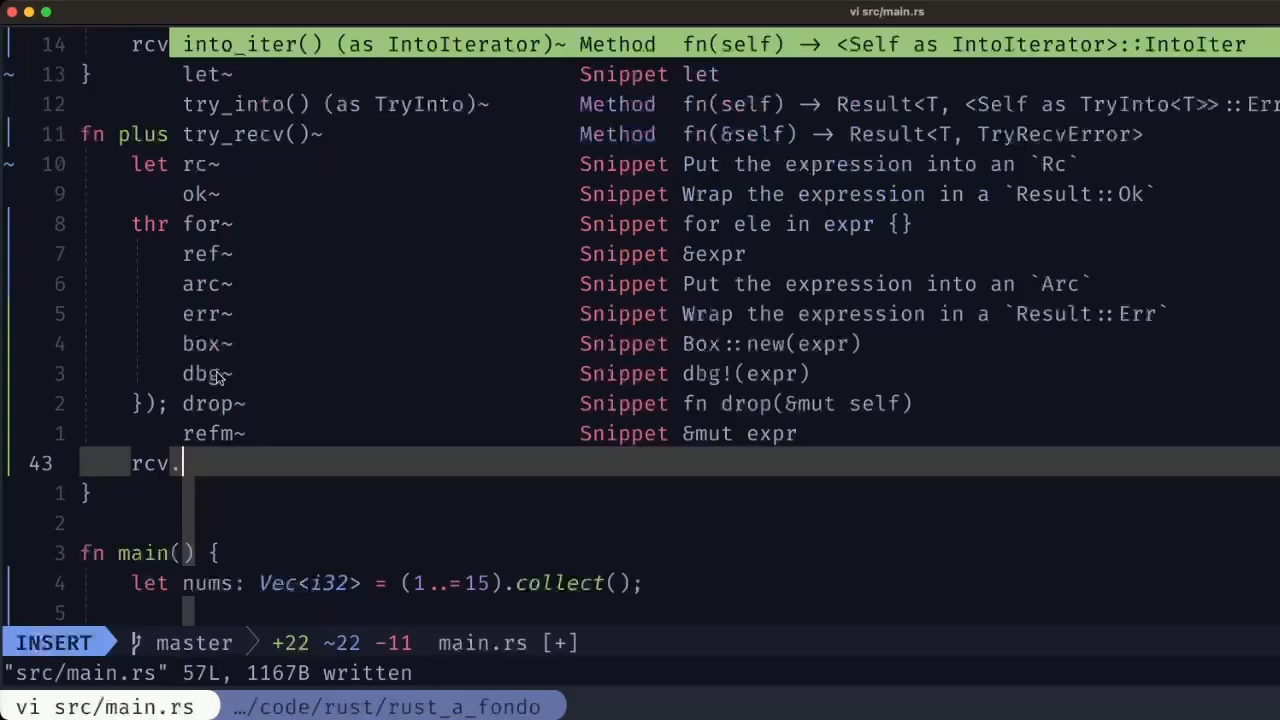 vi src/main.rs
14 rcv into_iter() (as IntoIterator)~ Method fn(self) → <Self as IntoIterator>::IntoIter
~ 13 } let~ Snippet let
12 try_into() (as TryInto)~ Method fn(self) → Result<T, <Self as TryInto<T>>::Err
11 fn plus try_recv()~ Method fn(&self) → Result<T, TryRecvError>
~ 10 let rc~ Snippet Put the expression into an `Rc`
9 ok~ Snippet Wrap the expression in a `Result::Ok`
8 thr for~ Snippet for ele in expr {}
7 ref~ Snippet &expr
6 arc~ Snippet Put the expression into an `Arc`
5 err~ Snippet Wrap the expression in a `Result::Err`
4 box~ Snippet Box::new(expr)
3 dbg~ Snippet dbg!(expr)
2 }); drop~ Snippet fn drop(&mut self)
1 refm~ Snippet &mut expr
43 rcv.
1 }
2
3 fn main() {
4 let nums: Vec<i32> = (1..=15).collect();
5
INSERT master +22 ~22 -11 main.rs [+]
"src/main.rs" 57L, 1167B written
vi src/main.rs …/code/rust/rust_a_fondo